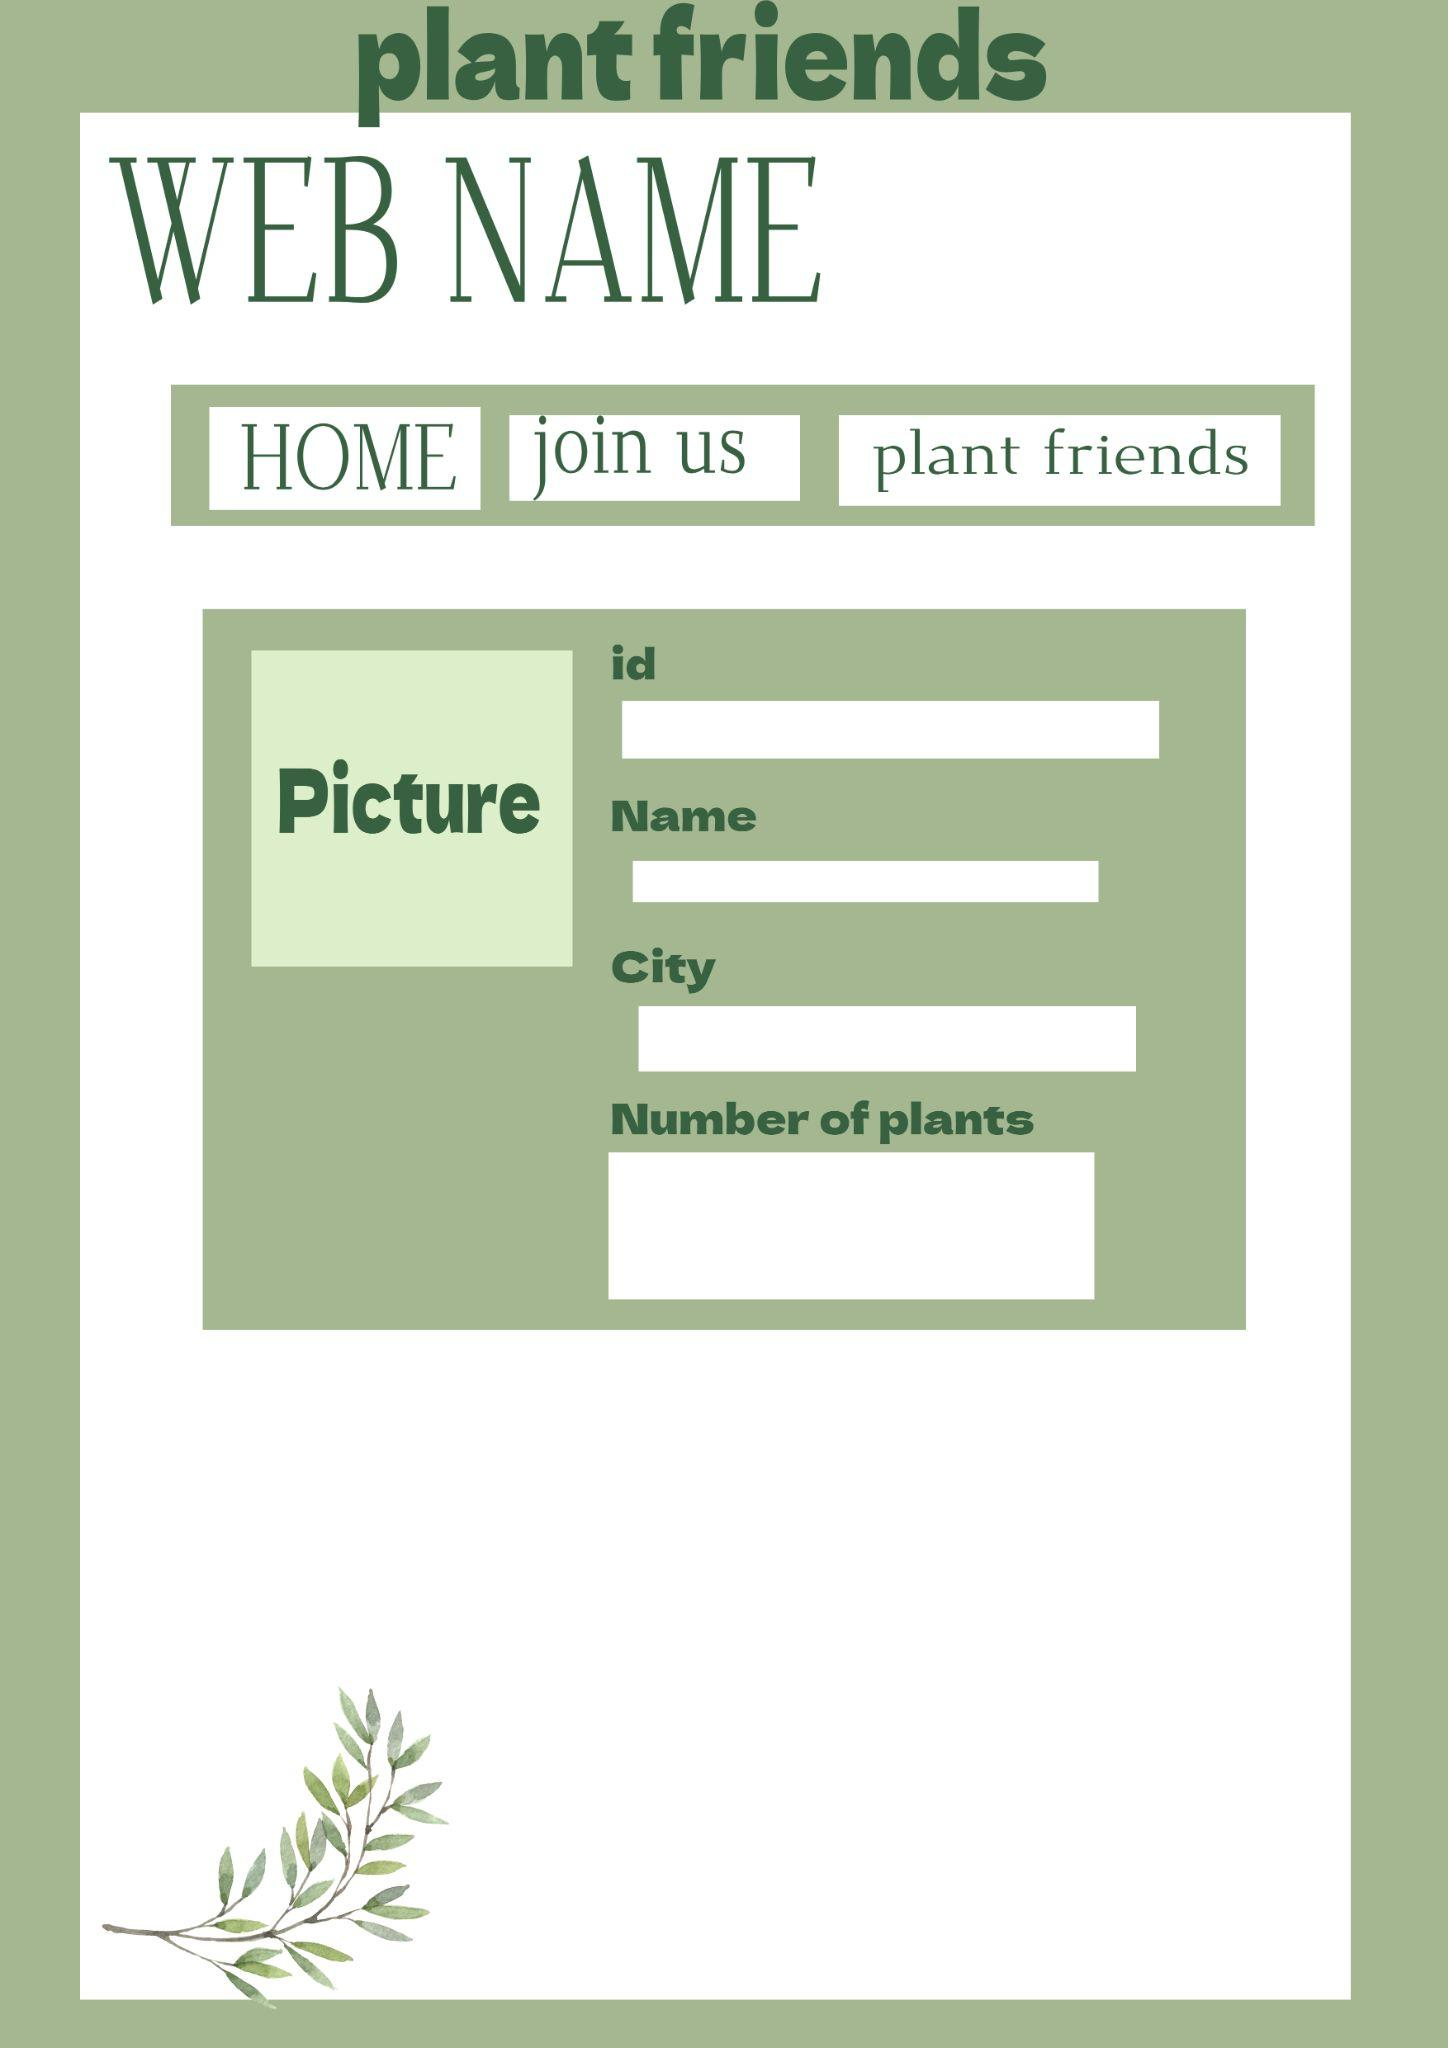 plant friends
WEB NAME
HOME join us plant friends
Picture
id
Name
City
Number of plants